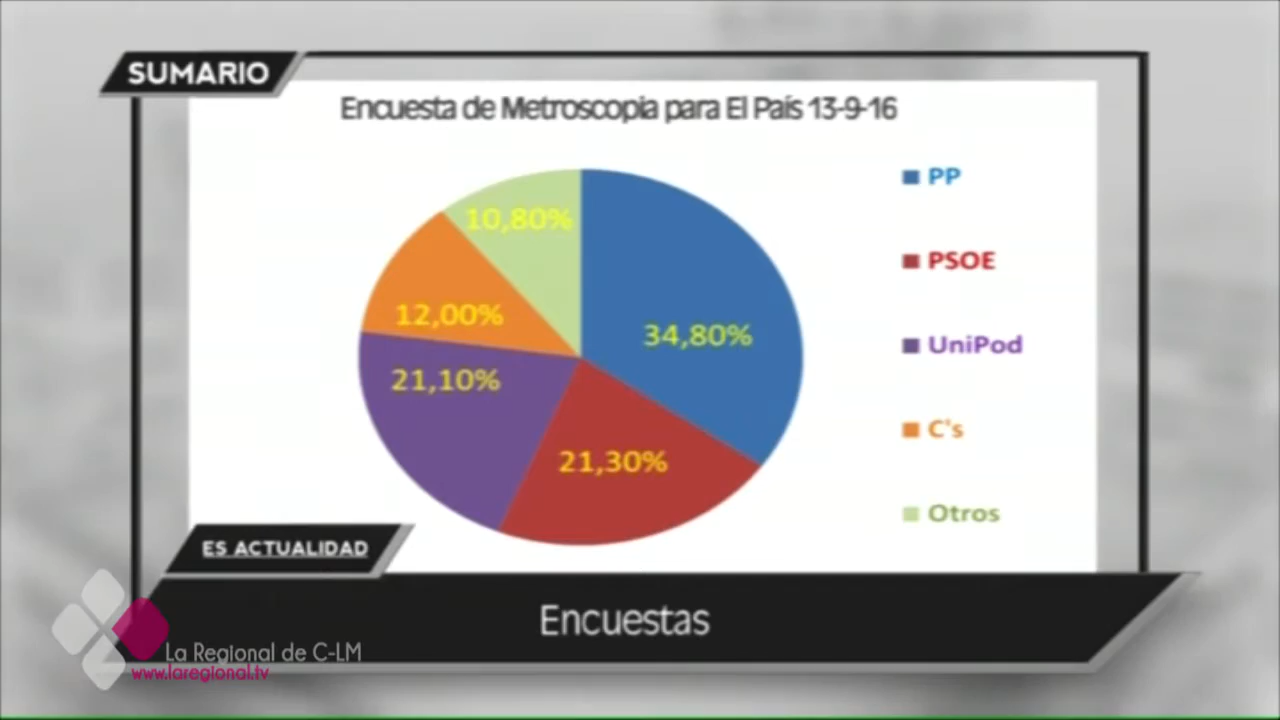 SUMARIO
Encuesta de Metroscopia para El País 13-9-16
PP
10,80%
PSOE
12,00%
34,80%
UniPod
21,10%
C's
21,30%
Otros
ES ACTUALIDAD
Encuestas
La Regional de C-LM
www.laregional.tv